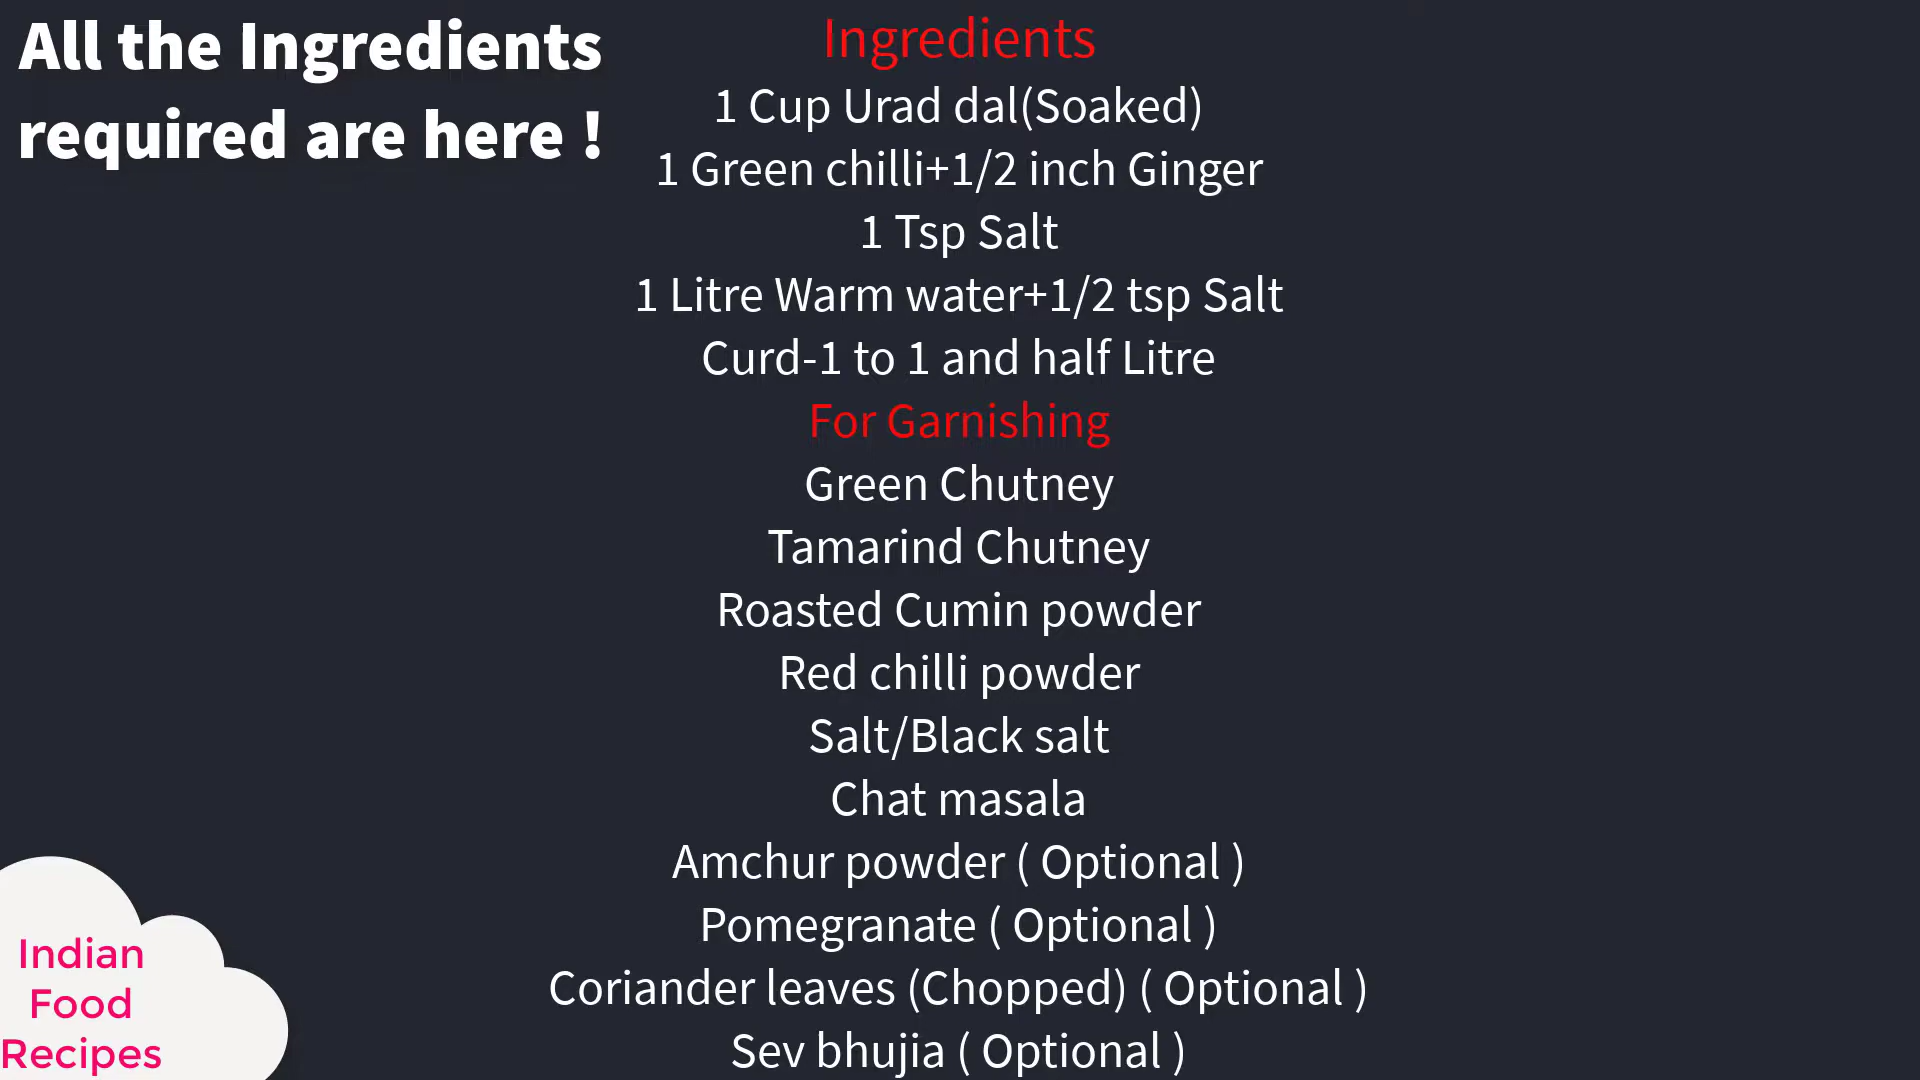 All the Ingredients
required are here !
Ingredients
1 Cup Urad dal(Soaked)
1 Green chilli+1/2 inch Ginger
1 Tsp Salt
1 Litre Warm water+1/2 tsp Salt
Curd-1 to 1 and half Litre
For Garnishing
Green Chutney
Tamarind Chutney
Roasted Cumin powder
Red chilli powder
Salt/Black salt
Chat masala
Amchur powder ( Optional )
Pomegranate ( Optional )
Coriander leaves (Chopped) ( Optional )
Sev bhujia ( Optional )
Indian
Food
Recipes